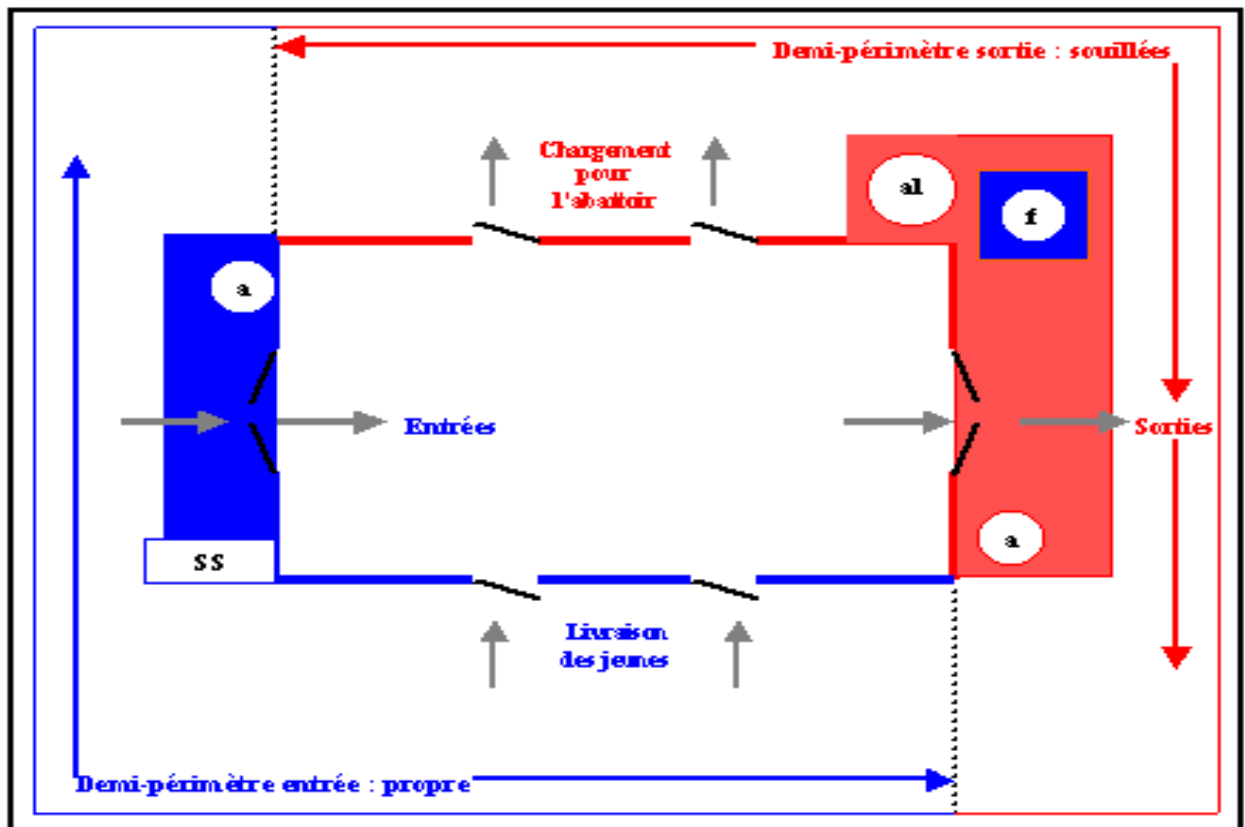 Demi-périmètre sortie : souillées
Chargement
pour
l'abattoir
al
f
a
Entrées
Sorties
a
SS
Livraison
des jeunes
Demi-périmètre entrée : propre